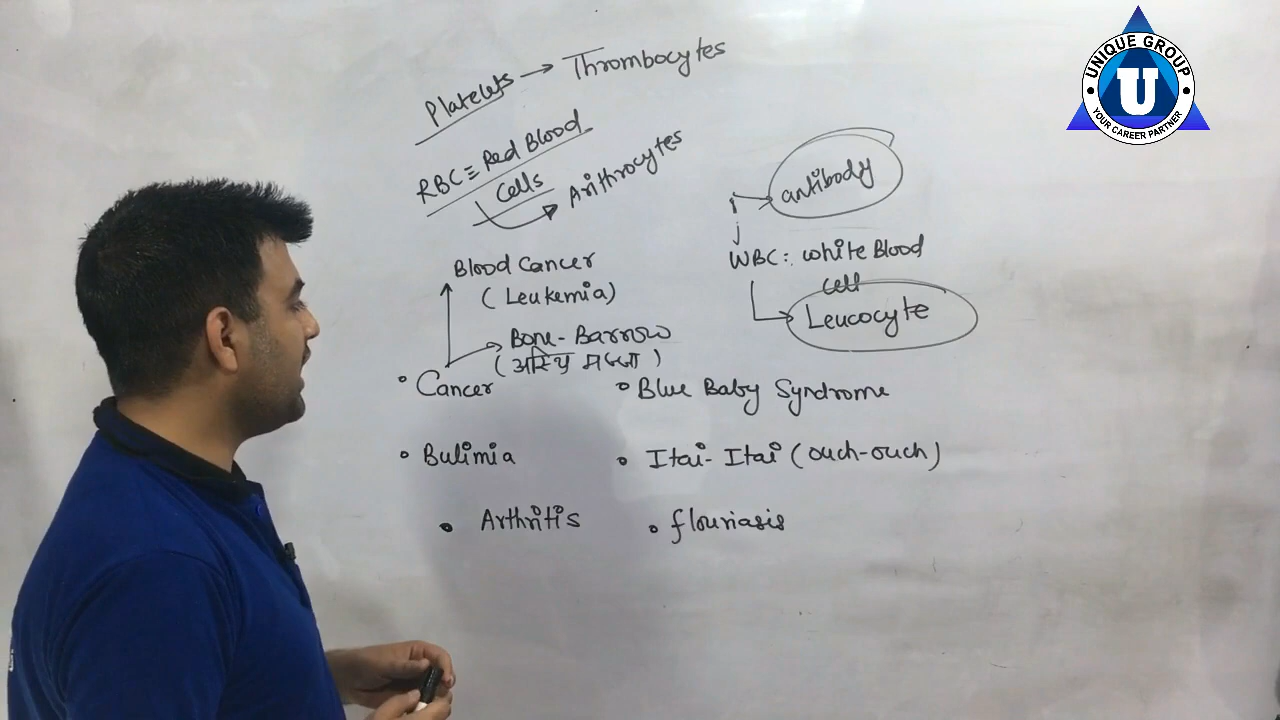 Platelets → Thrombocytes
RBC = Red Blood
Cells
Arithrocytes
antibody
WBC: White Blood
cell
Leucocyte
Blood Cancer
(Leukemia)
Bone-Barrow
(अस्थि मज्जा)
• Cancer
• Blue Baby Syndrome
• Bulimia
• Itai-Itai (ouch-ouch)
• Arthritis
• flouriasis
UNIQUE GROUP
U
YOUR CAREER PARTNER